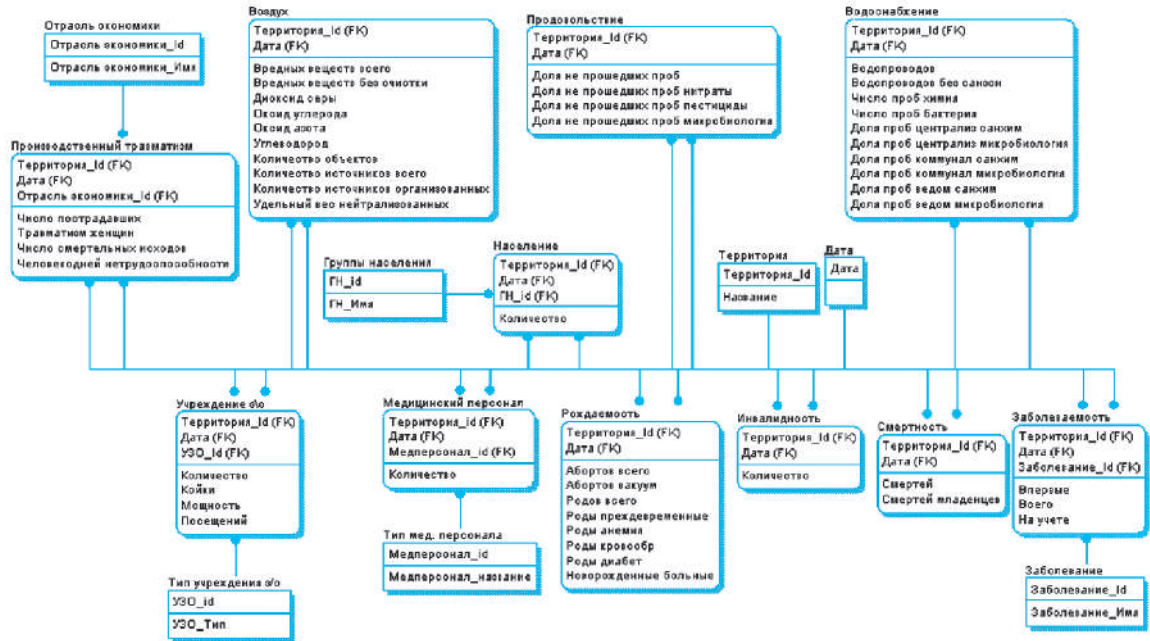 Отрасль экономики
Отрасль экономики_Id
Отрасль экономики_Имя
Производственный травматизм
Территория_Id (FK)
Дата (FK)
Отрасль экономики_Id (FK)
Число пострадавших
Травматизм женщин
Число смертельных исходов
Человекодней нетрудоспособности
Воздух
Территория_Id (FK)
Дата (FK)
Вредных веществ всего
Вредных веществ без очистки
Диоксид серы
Оксид углерода
Оксид азота
Углеводород
Количество объектов
Количество источников всего
Количество источников организованных
Удельный вес нейтрализованных
Продовольствие
Территория_Id (FK)
Дата (FK)
Доля не прошедших проб
Доля не прошедших проб нитраты
Доля не прошедших проб пестициды
Доля не прошедших проб микробиология
Водоснабжение
Территория_Id (FK)
Дата (FK)
Водопроводов
Водопроводов без санзон
Число проб химия
Число проб бактерия
Доля проб централиз санхим
Доля проб централиз микробиология
Доля проб коммунал санхим
Доля проб коммунал микробиология
Доля проб ведом санхим
Доля проб ведом микробиология
Группы населения
ГН_id
ГН_Имя
Население
Территория_Id (FK)
Дата (FK)
ГН_id (FK)
Количество
Территория
Территория_Id
Название
Дата
Дата
Учреждение з\о
Территория_Id (FK)
Дата (FK)
УЗО_id (FK)
Количество
Койки
Мощность
Посещений
Тип учреждения з/о
УЗО_id
УЗО_Тип
Медицинский персонал
Территория_Id (FK)
Дата (FK)
Медперсонал_id (FK)
Количество
Тип мед. персонала
Медперсонал_id
Медперсонал_название
Рождаемость
Территория_Id (FK)
Дата (FK)
Абортов всего
Абортов вакуум
Родов всего
Роды преждевременные
Роды анемия
Роды кровообр
Роды диабет
Новорожденные больные
Инвалидность
Территория_Id (FK)
Дата (FK)
Количество
Смертность
Территория_Id (FK)
Дата (FK)
Смертей
Смертей младенцев
Заболеваемость
Территория_Id (FK)
Дата (FK)
Заболевание_Id (FK)
Впервые
Всего
На учете
Заболевание
Заболевание_Id
Заболевание_Имя